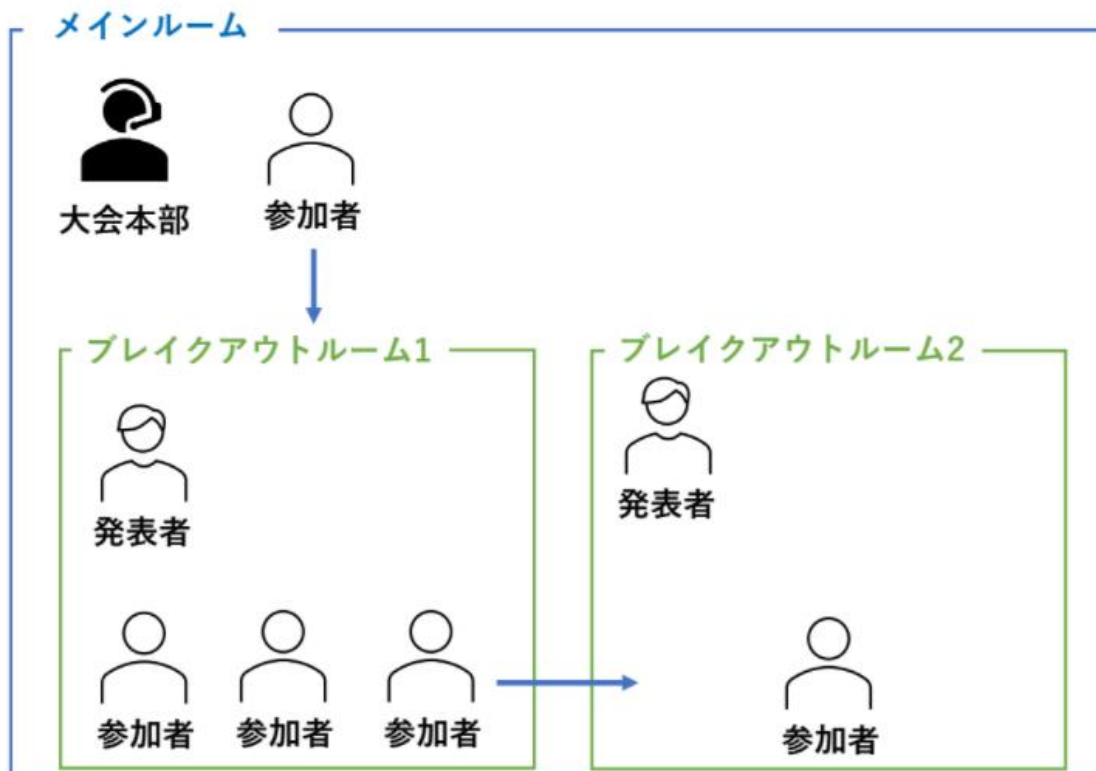 メインルーム
大会本部
参加者
ブレイクアウトルーム1
ブレイクアウトルーム2
発表者
発表者
参加者
参加者
参加者
参加者